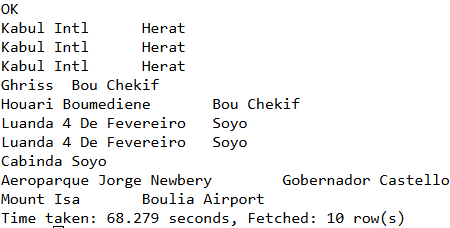 OK
Kabul Intl	Herat
Kabul Intl	Herat
Kabul Intl	Herat
Ghriss	Bou Chekif
Houari Boumediene	Bou Chekif
Luanda 4 De Fevereiro	Soyo
Luanda 4 De Fevereiro	Soyo
Cabinda	Soyo
Aeroparque Jorge Newbery	Gobernador Castello
Mount Isa	Boulia Airport
Time taken: 68.279 seconds, Fetched: 10 row(s)